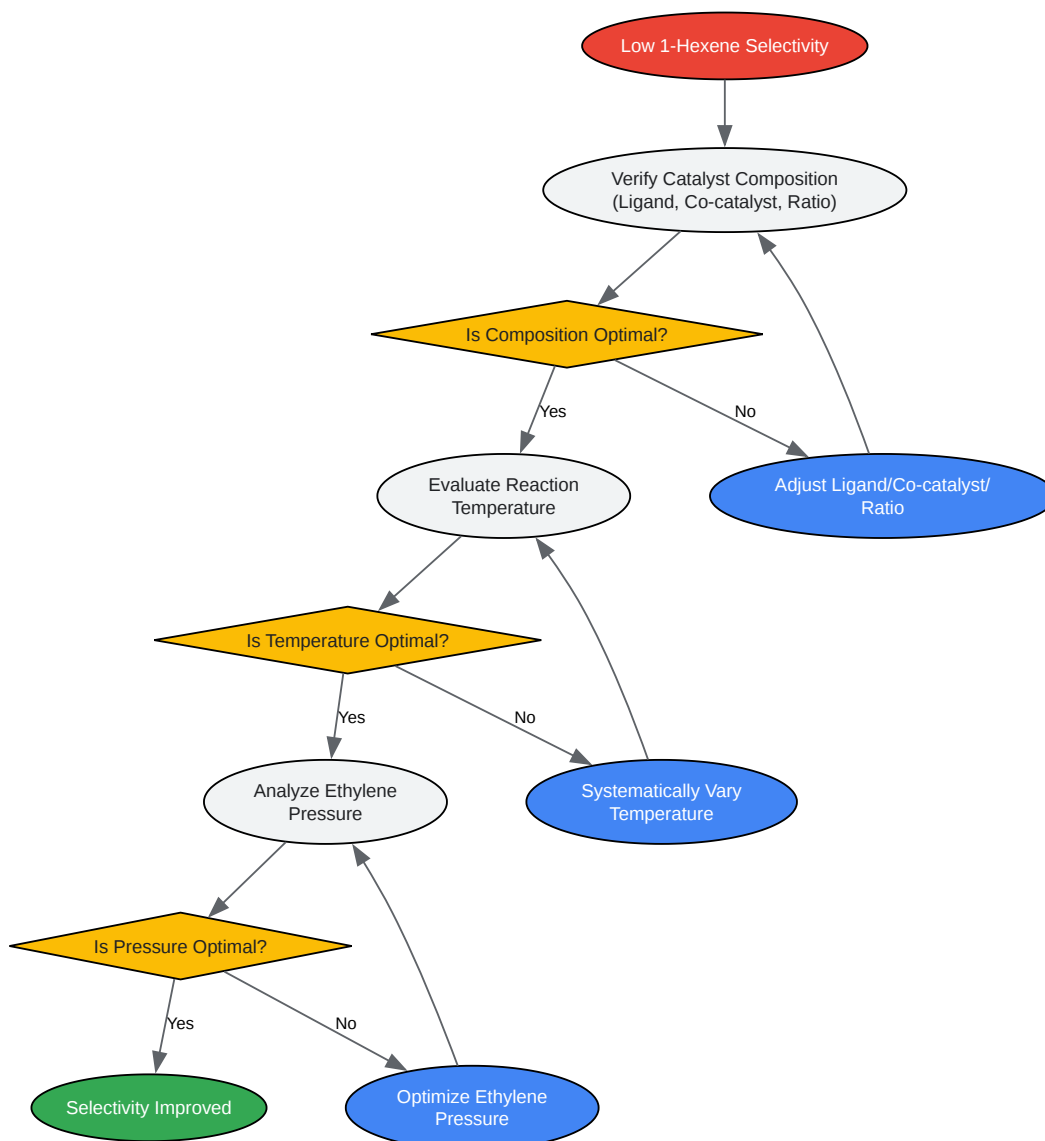 Low 1-Hexene Selectivity
Verify Catalyst Composition
(Ligand, Co-catalyst, Ratio)
Is Composition Optimal?
Yes
No
Evaluate Reaction
Temperature
Adjust Ligand/Co-catalyst/
Ratio
Is Temperature Optimal?
Yes
No
Analyze Ethylene
Pressure
Systematically Vary
Temperature
Is Pressure Optimal?
Yes
No
Selectivity Improved
Optimize Ethylene
Pressure